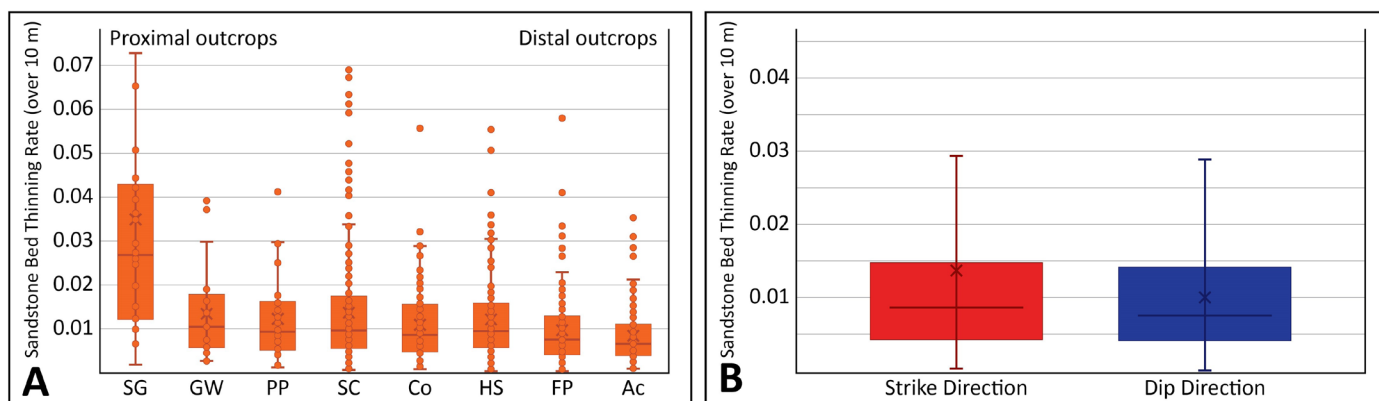 Sandstone Bed Thinning Rate (over 10 m)
Proximal outcrops
Distal outcrops
0.07
0.06
0.05
0.04
0.03
0.02
0.01
A
SG GW PP SC Co HS FP Ac
Sandstone Bed Thinning Rate (over 10 m)
0.04
0.03
0.02
0.01
B
Strike Direction Dip Direction